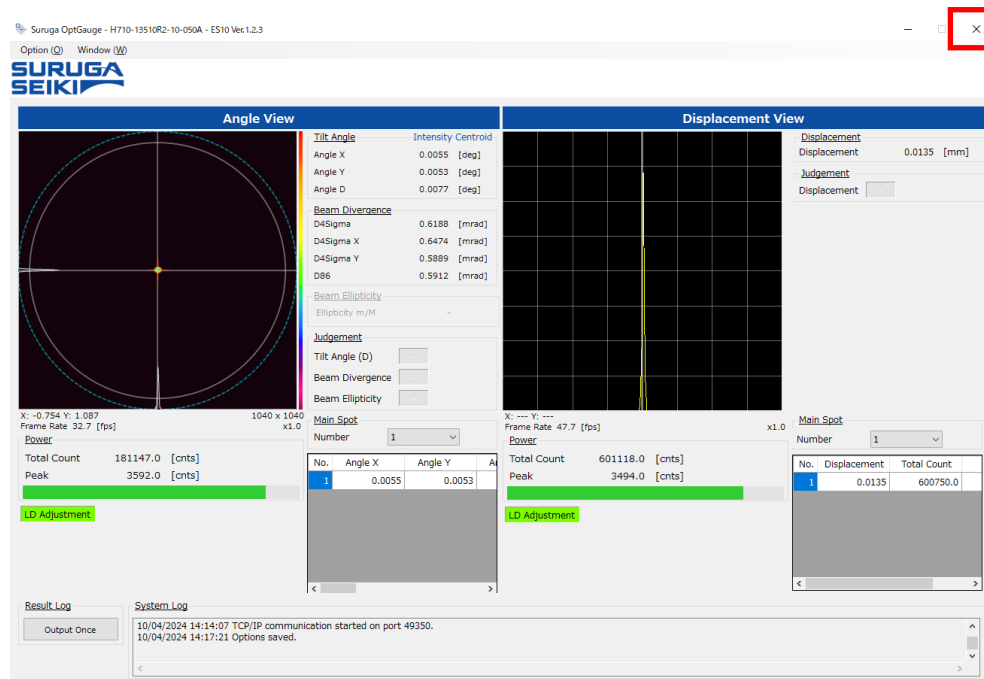 Suruga OptGauge - H710-13510R2-10-050A - ES10 Ver.1.2.3
Option (O) Window (W)
SURUGA
SEIKI
Angle View
Tilt Angle Intensity Centroid
Angle X 0.0055 [deg]
Angle Y 0.0053 [deg]
Angle D 0.0077 [deg]
Beam Divergence
D4Sigma 0.6188 [mrad]
D4Sigma X 0.6474 [mrad]
D4Sigma Y 0.5889 [mrad]
D86 0.5912 [mrad]
Beam Ellipticity
Ellipticity m/M -
Judgement
Tilt Angle (D) -
Beam Divergence -
Beam Ellipticity -
X: -0.754 Y: 1.087 1040 x 1040
Frame Rate 32.7 [fps] x1.0
Power
Total Count 181147.0 [cnts]
Peak 3592.0 [cnts]
LD Adjustment
Main Spot
Number 1
No. Angle X Angle Y A
1 0.0055 0.0053
Displacement View
Displacement
Displacement 0.0135 [mm]
Judgement
Displacement -
X: --- Y: ---
Frame Rate 47.7 [fps] x1.0
Power
Total Count 601118.0 [cnts]
Peak 3494.0 [cnts]
LD Adjustment
Main Spot
Number 1
No. Displacement Total Count
1 0.0135 600750.0
Result Log
Output Once
System Log
10/04/2024 14:14:07 TCP/IP communication started on port 49350.
10/04/2024 14:17:21 Options saved.